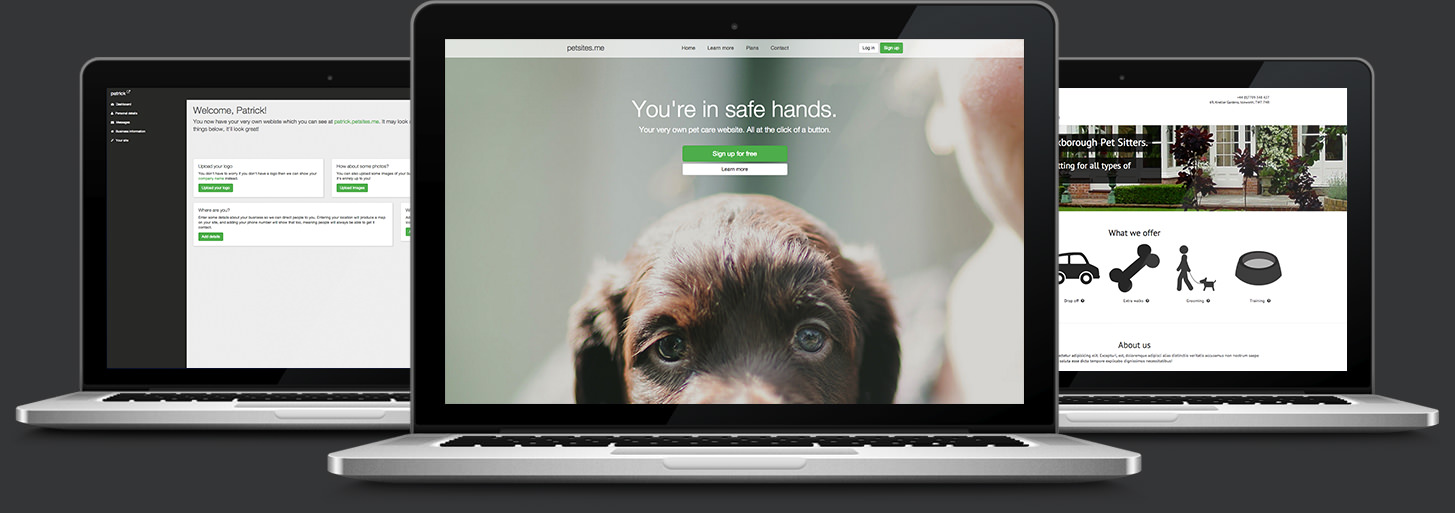 patrick
Dashboard
Personal details
Messages
Business information
Your site
Welcome, Patrick!
You now have your very own website which you can see at patrick.petsites.me. It may look
things below, it'll look great!
Upload your logo
You don't have to worry if you don't have a logo then we can show your
company name instead.
Upload your logo
How about some photos?
You can also upload some images of your
it's entirely up to you!
Upload images
Where are you?
Enter some details about your business so we can direct people to you. Entering your location will produce a map
on your site, and adding your phone number will show that too, meaning people will always be able to get it
contact.
Add details
petsites.me
Home
Learn more
Plans
Contact
Log in
Sign up
You're in safe hands.
Your very own pet care website. All at the click of a button.
Sign up for free
Learn more
xborough Pet Sitters.
tting for all types of
What we offer
Drop off
Extra walks
Grooming
Training
About us